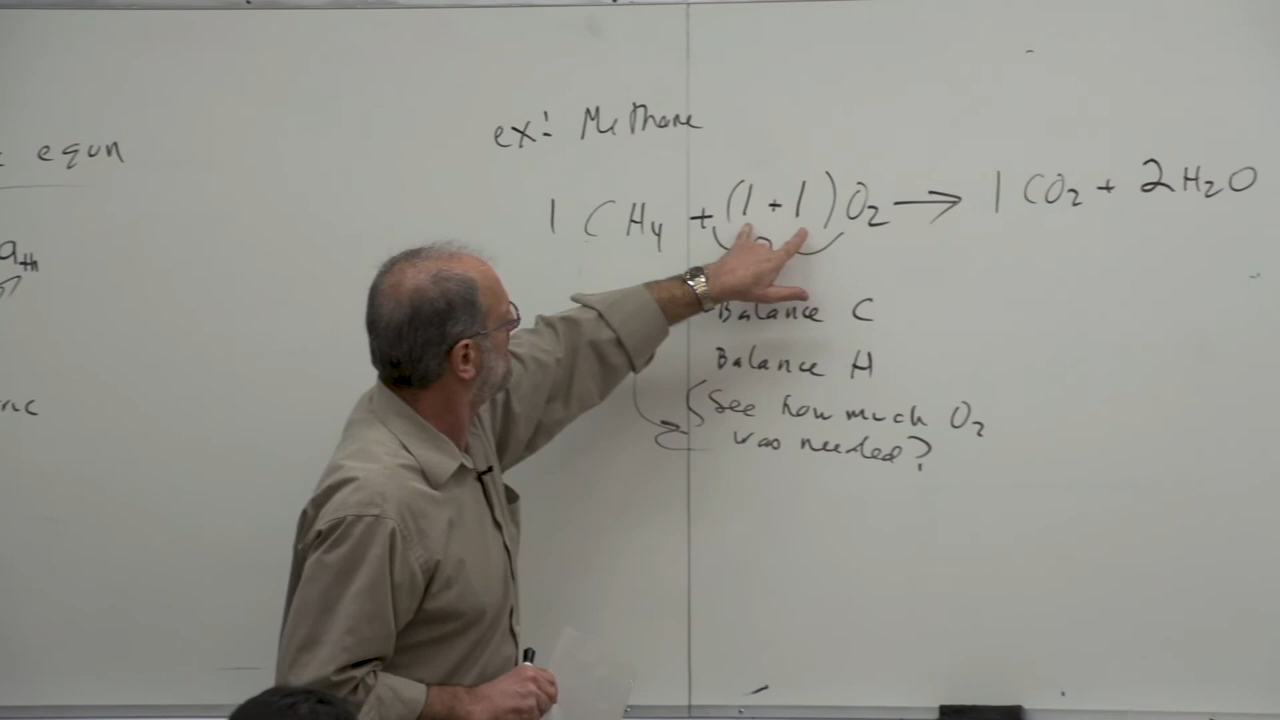 equn
ath
ex: Methane
1 CH4 + (1 + 1) O2 → 1 CO2 + 2 H2O
Balance C
Balance H
See how much O2
was needed?